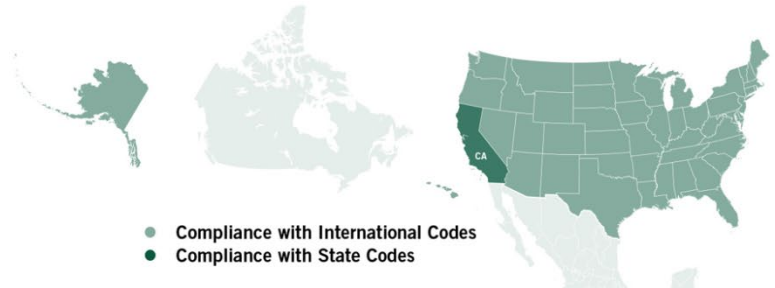 CA
Compliance with International Codes
Compliance with State Codes